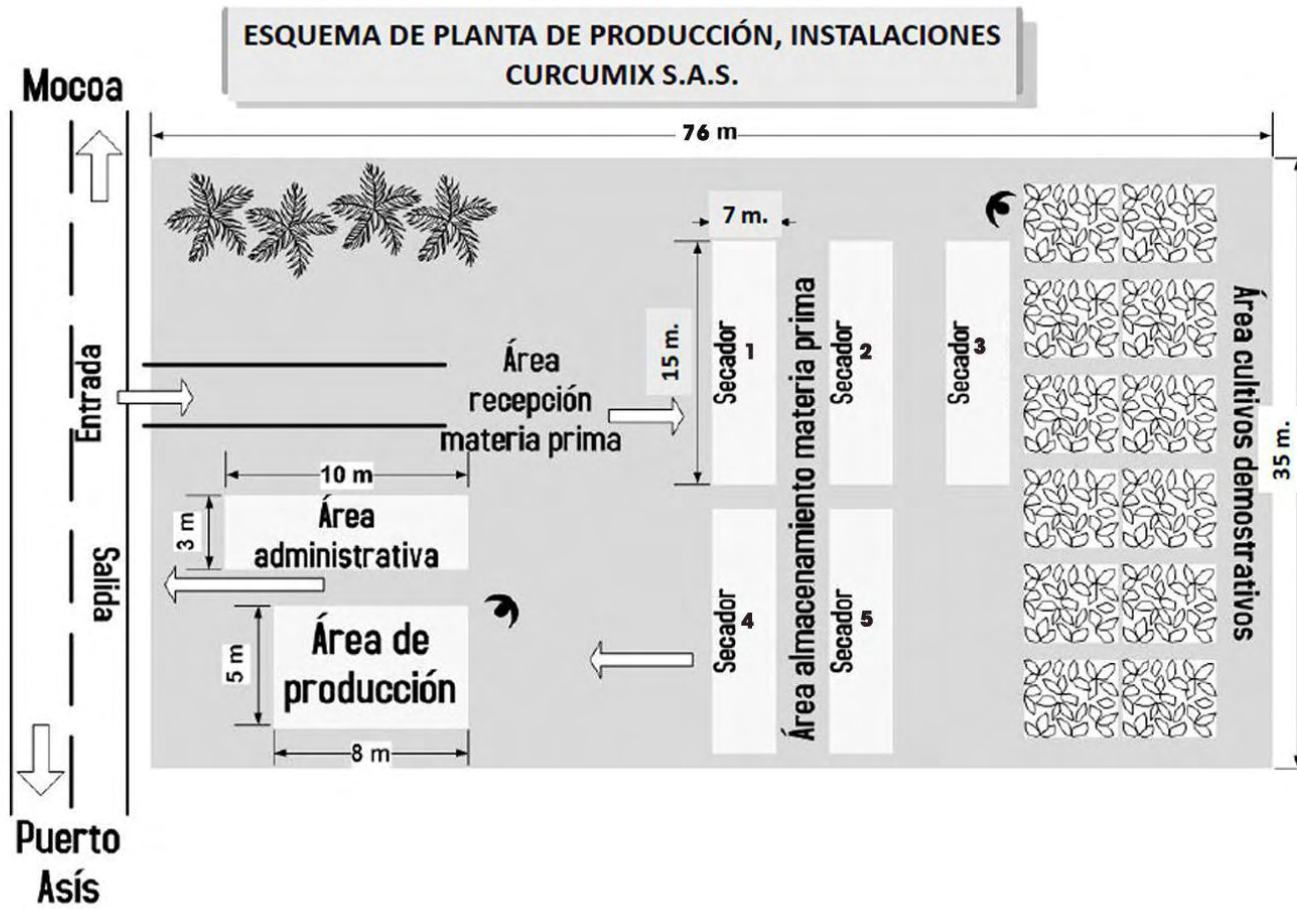 ESQUEMA DE PLANTA DE PRODUCCIÓN, INSTALACIONES
CURCUMIX S.A.S.
Mocoa
76 m
7 m.
15 m.
Secador 1
Área almacenamiento materia prima
Secador 2
Secador 3
Área cultivos demostrativos
35 m.
Entrada
Área
recepción
materia prima
10 m
3 m
Área
administrativa
Salida
5 m
Área de
producción
8 m
Secador 4
Secador 5
Puerto
Asís